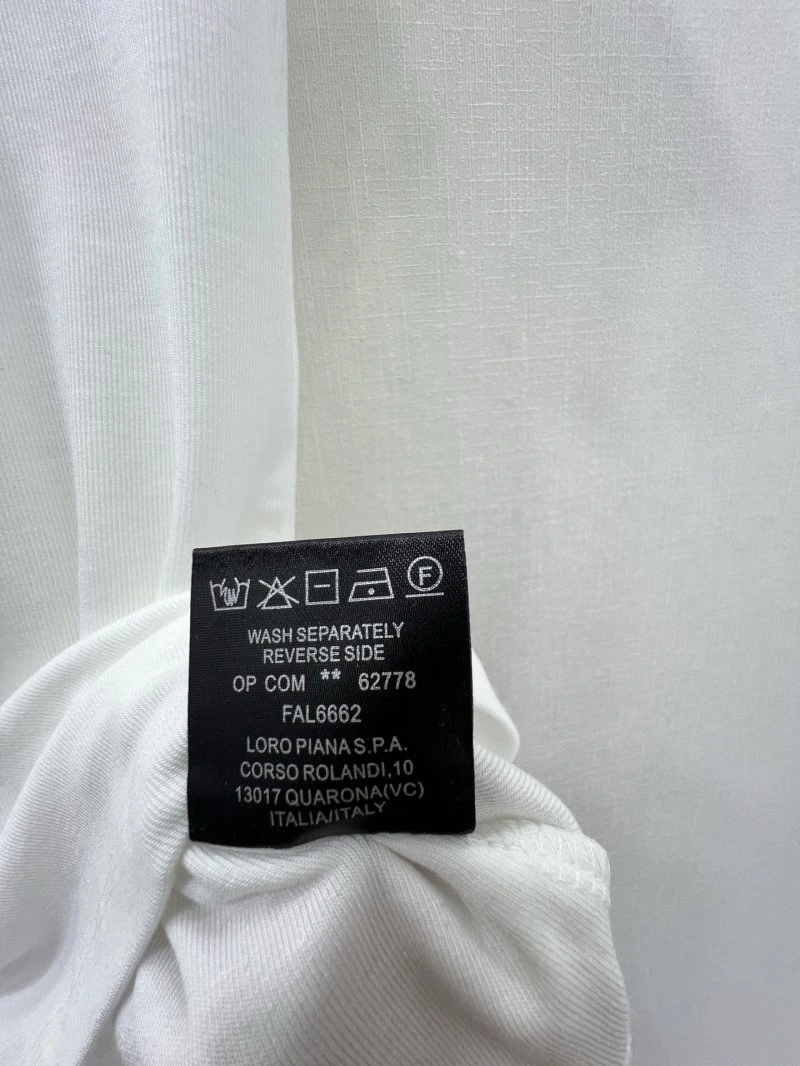 F
WASH SEPARATELY
REVERSE SIDE
OP COM ** 62778
FAL6662
LORO PIANA S.P.A.
CORSO ROLANDI,10
13017 QUARONA(VC)
ITALIA/ITALY